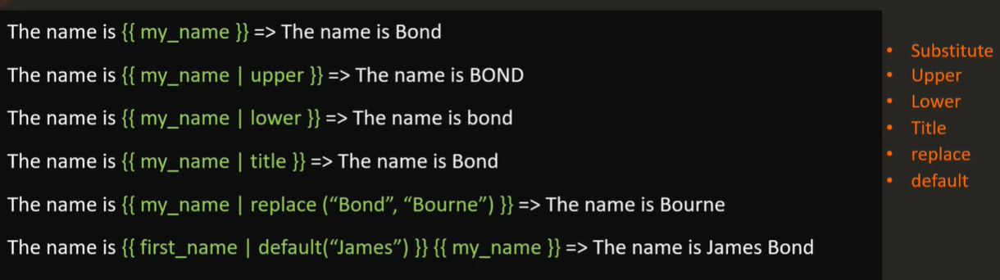 The name is {{ my_name }} => The name is Bond
The name is {{ my_name | upper }} => The name is BOND
The name is {{ my_name | lower }} => The name is bond
The name is {{ my_name | title }} => The name is Bond
The name is {{ my_name | replace (“Bond”, “Bourne”) }} => The name is Bourne
The name is {{ first_name | default(“James”) }} {{ my_name }} => The name is James Bond
• Substitute
• Upper
• Lower
• Title
• replace
• default